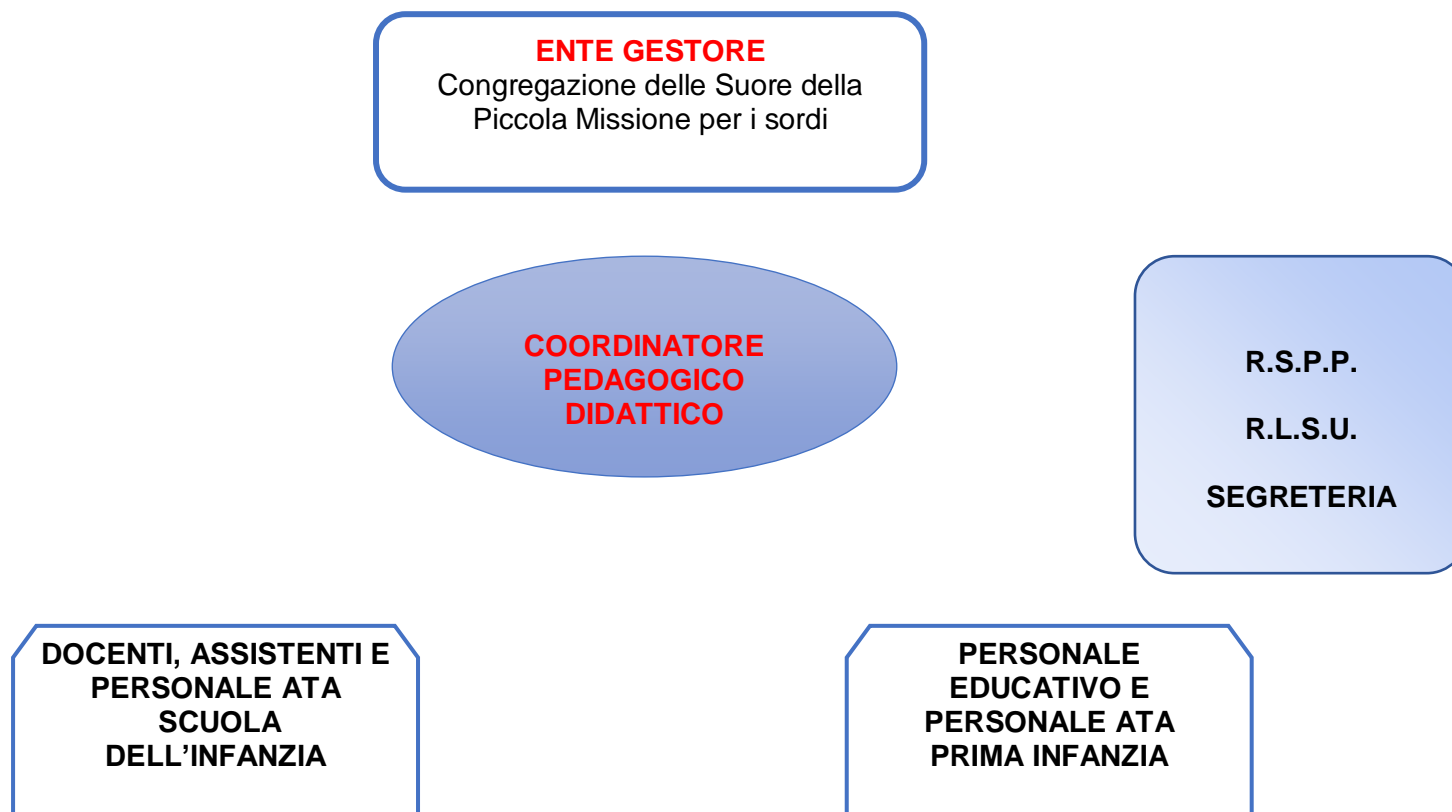 ENTE GESTORE
Congregazione delle Suore della
Piccola Missione per i sordi
COORDINATORE
PEDAGOGICO
DIDATTICO
R.S.P.P.
R.L.S.U.
SEGRETERIA
DOCENTI, ASSISTENTI E
PERSONALE ATA
SCUOLA
DELL’INFANZIA
PERSONALE
EDUCATIVO E
PERSONALE ATA
PRIMA INFANZIA